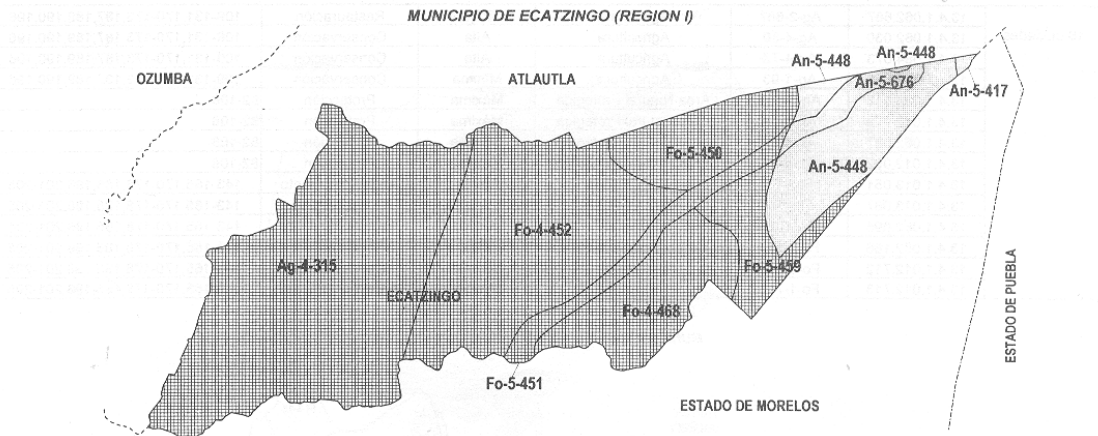 MUNICIPIO DE ECATZINGO (REGION I)
OZUMBA
ATLAUTLA
An-5-448
An-5-448
An-5-676
An-5-417
Fo-5-450
An-5-448
Fo-4-452
Ag-4-315
Fo-5-459
ECATZINGO
Fo-4-468
Fo-5-451
ESTADO DE MORELOS
ESTADO DE PUEBLA